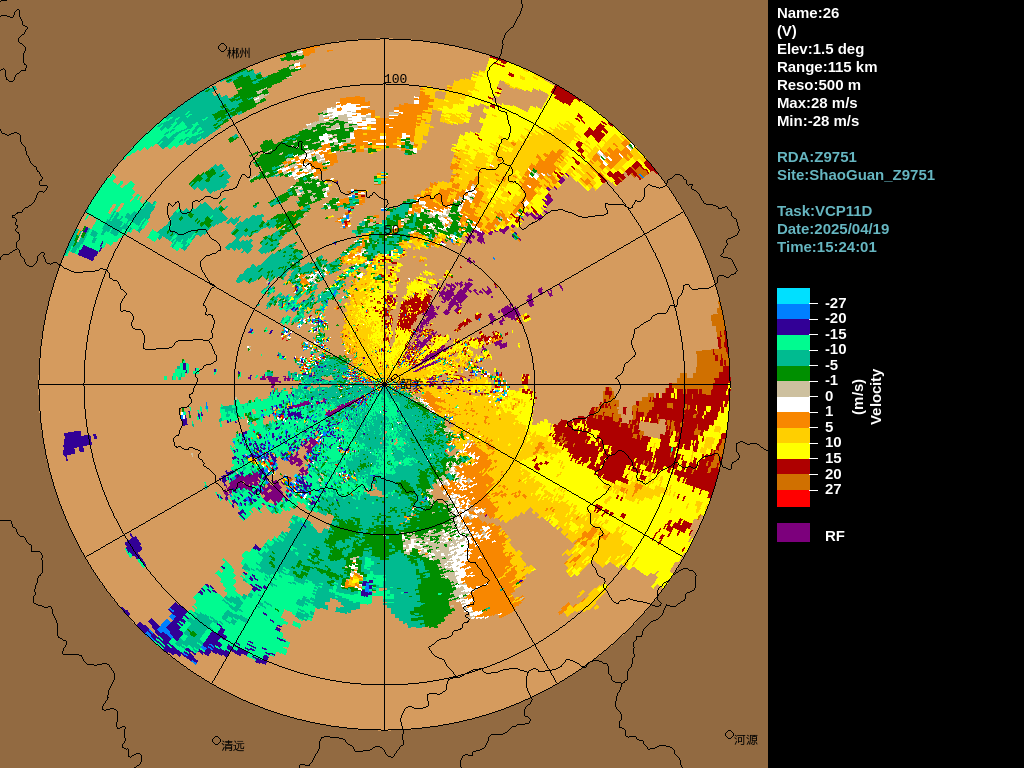 Name:26
(V)
Elev:1.5 deg
Range:115 km
Reso:500 m
Max:28 m/s
Min:-28 m/s
RDA:Z9751
Site:ShaoGuan_Z9751
Task:VCP11D
Date:2025/04/19
Time:15:24:01
-27
-20
-15
-10
-5
-1
0
1
5
10
15
20
27
RF
(m/s)
Velocity
郴州
100
清远
河源